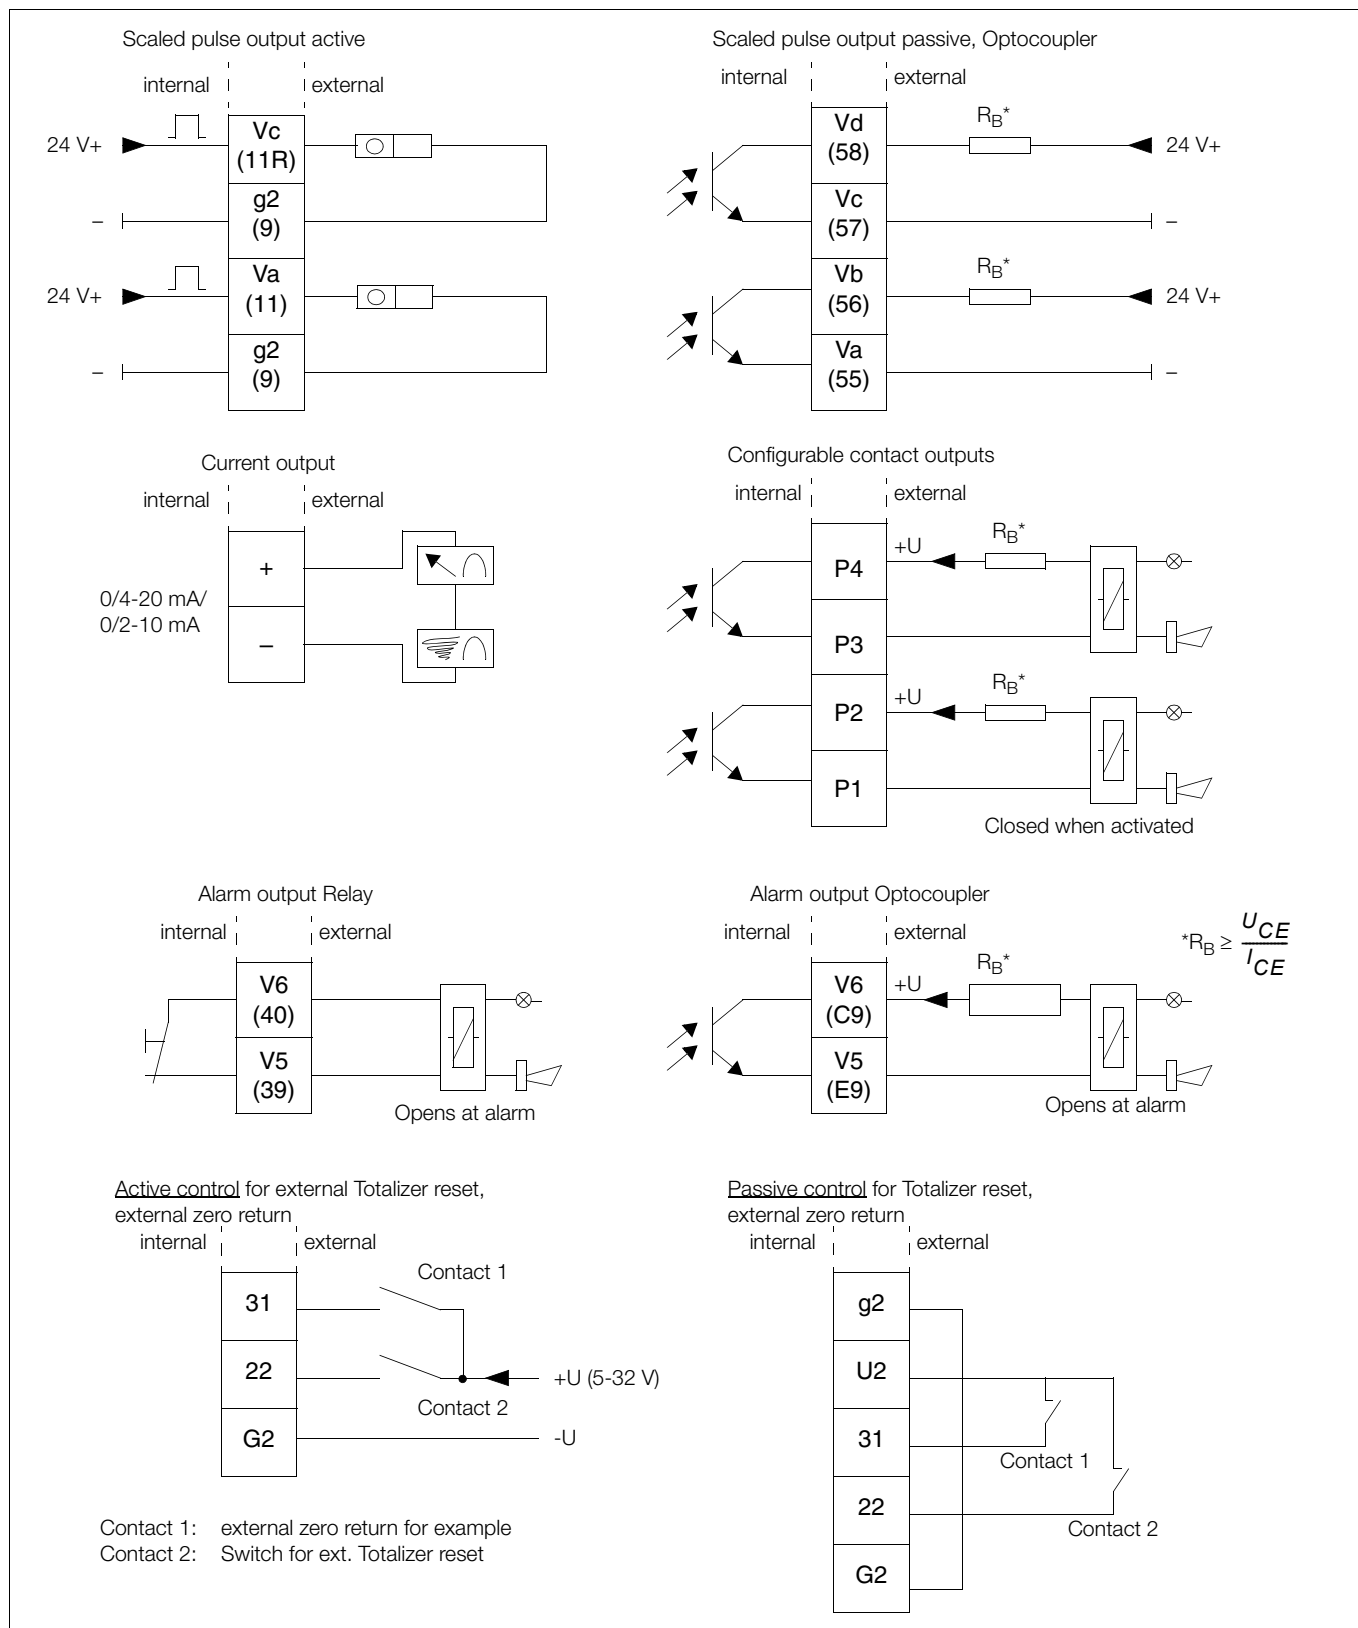 Scaled pulse output active
internal
external
24 V+
Vc
(11R)
–
g2
(9)
24 V+
Va
(11)
–
g2
(9)
Scaled pulse output passive, Optocoupler
internal
external
Vd
(58)
RB*
24 V+
Vc
(57)
–
Vb
(56)
RB*
24 V+
Va
(55)
–
Current output
internal
external
0/4-20 mA/
0/2-10 mA
+
–
Configurable contact outputs
internal
external
P4
+U
RB*
P3
P2
+U
RB*
P1
Closed when activated
Alarm output Relay
internal
external
V6
(40)
V5
(39)
Opens at alarm
Alarm output Optocoupler
internal
external
V6
(C9)
+U
RB*
V5
(E9)
Opens at alarm
*RB ≥ UCE / ICE
Active control for external Totalizer reset,
external zero return
internal
external
31
Contact 1
22
+U (5-32 V)
Contact 2
G2
-U
Contact 1: external zero return for example
Contact 2: Switch for ext. Totalizer reset
Passive control for Totalizer reset,
external zero return
internal
external
g2
U2
31
Contact 1
22
Contact 2
G2